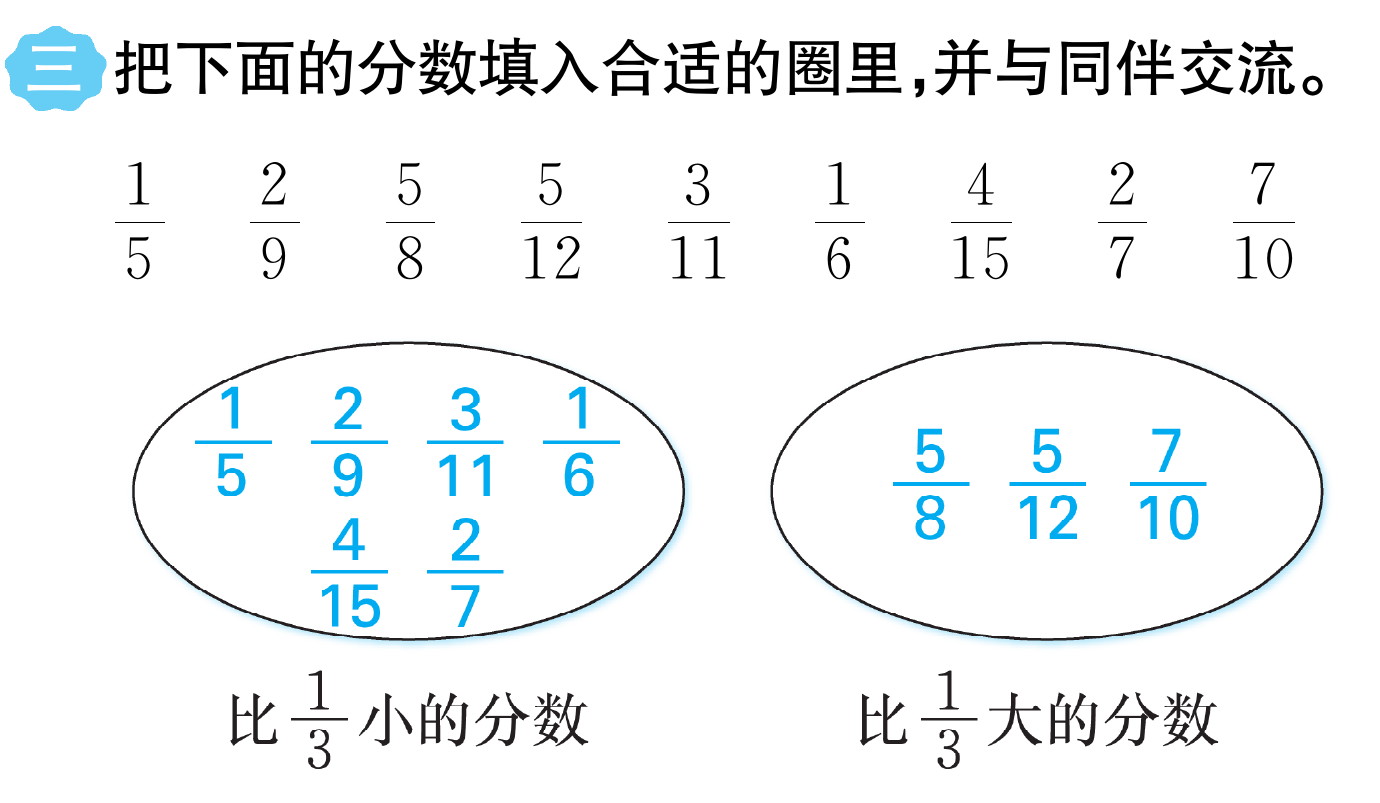 三 把下面的分数填入合适的圈里,并与同伴交流。
1/5 2/9 5/8 5/12 3/11 1/6 4/15 2/7 7/10
1/5 2/9 3/11 1/6
4/15 2/7
5/8 5/12 7/10
比1/3小的分数
比1/3大的分数